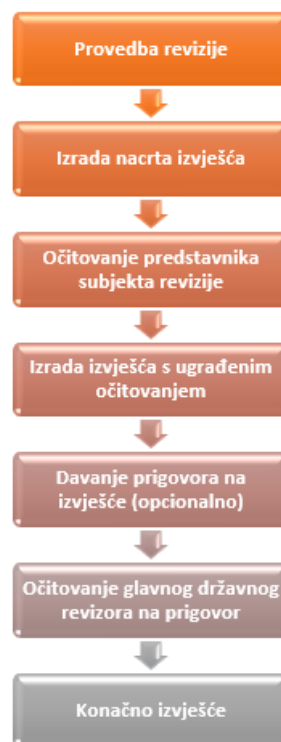 Provedba revizije
Izrada nacrta izvješća
Očitovanje predstavnika
subjekta revizije
Izrada izvješća s ugrađenim
očitovanjem
Davanje prigovora na
izvješće (opcionalno)
Očitovanje glavnog državnog
revizora na prigovor
Konačno izvješće